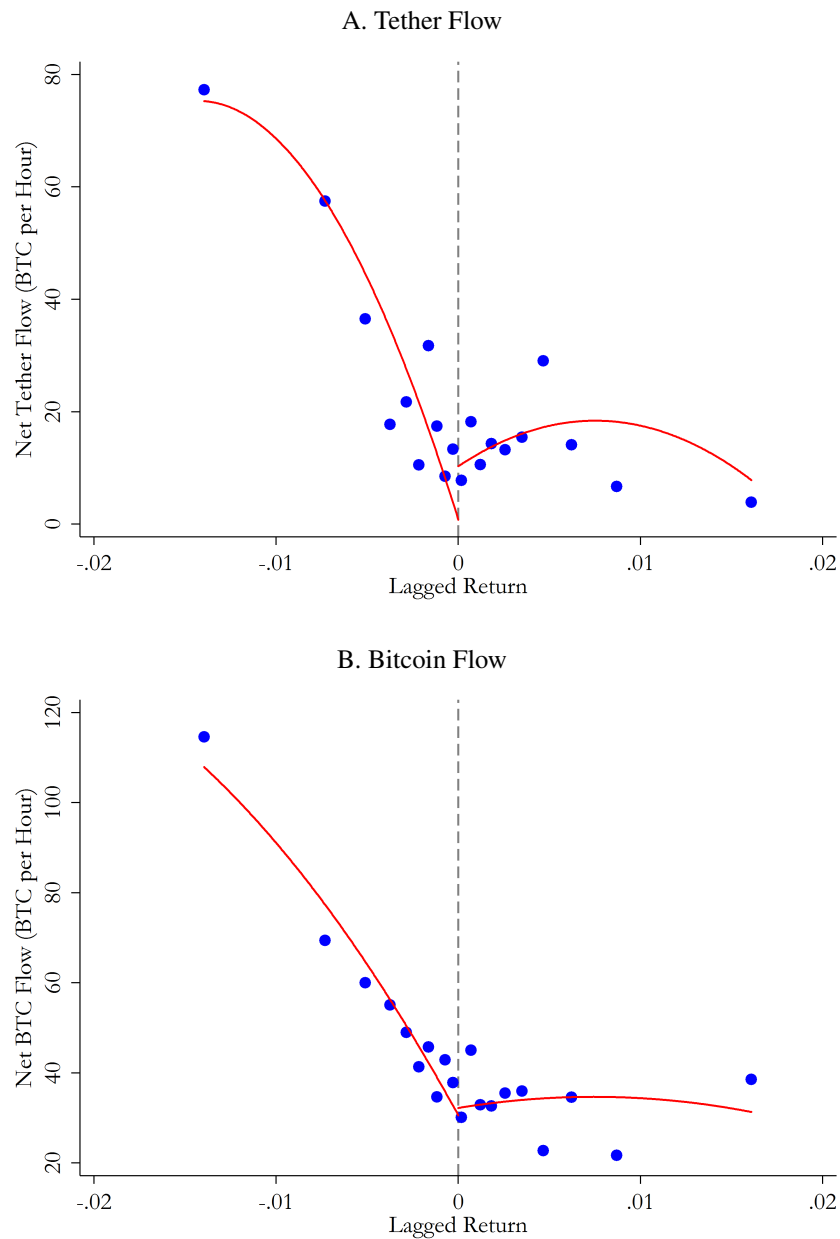 A. Tether Flow
Net Tether Flow (BTC per Hour)
80
60
40
20
0
-.02 -.01 0 .01 .02
Lagged Return
B. Bitcoin Flow
Net BTC Flow (BTC per Hour)
120
100
80
60
40
20
-.02 -.01 0 .01 .02
Lagged Return